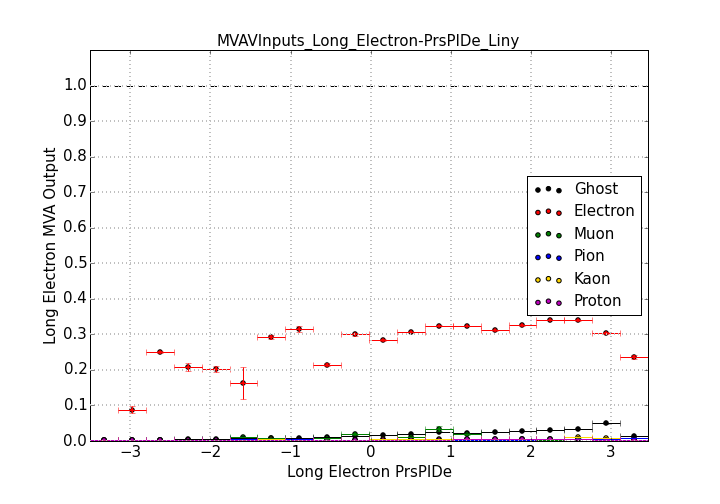 MVAVInputs_Long_Electron-PrsPIDe_Liny
Long Electron MVA Output
1.0
0.9
0.8
0.7
0.6
0.5
0.4
0.3
0.2
0.1
0.0
Ghost
Electron
Muon
Pion
Kaon
Proton
−3
−2
−1
0
1
2
3
Long Electron PrsPIDe